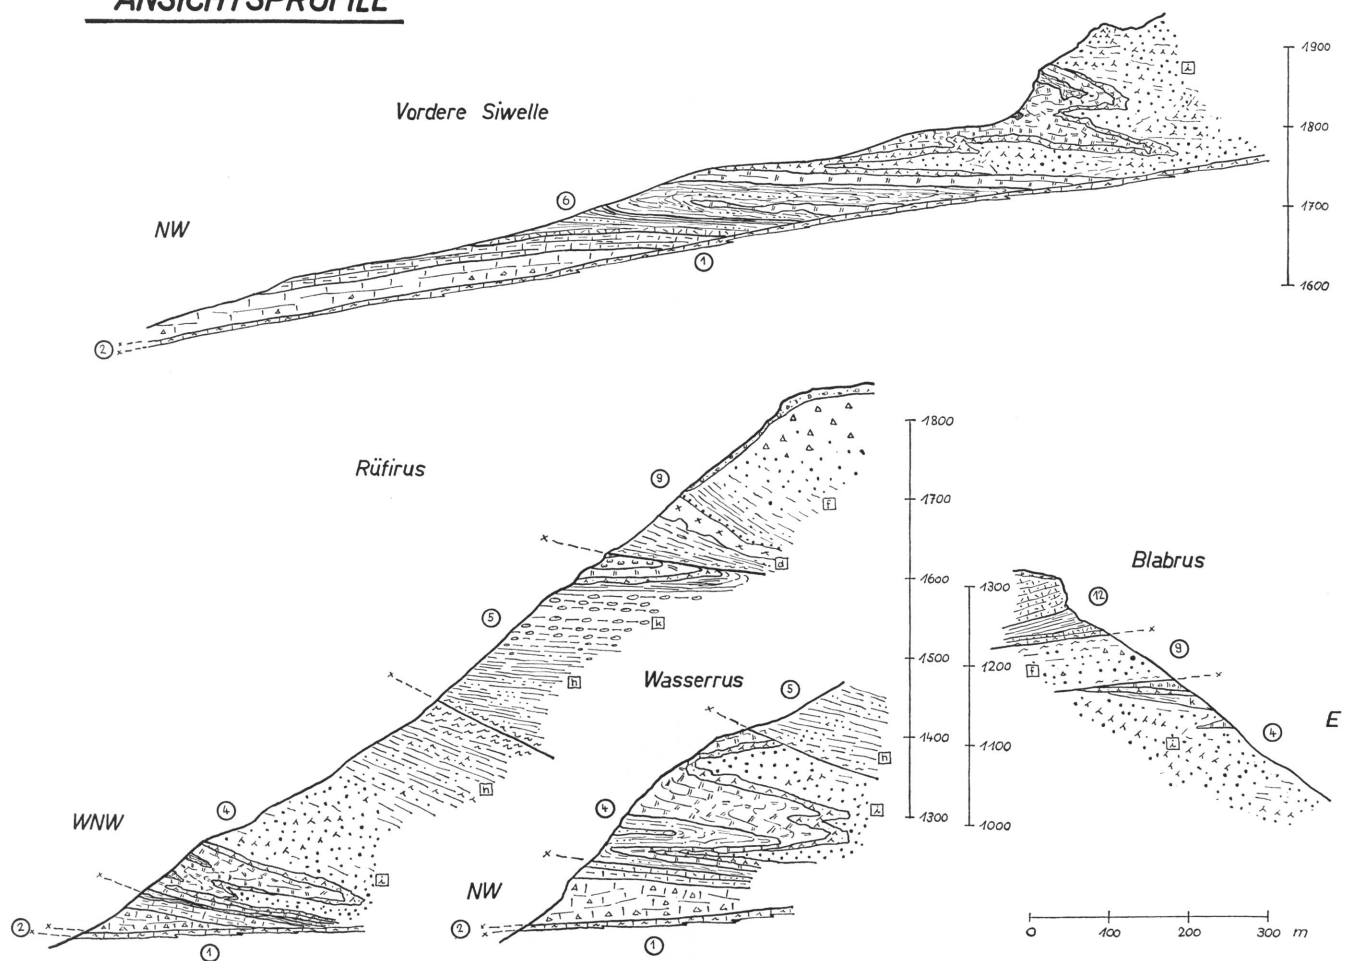 ANSICHTSPROFILE
Vordere Siwelle
NW
6
1
2
i
1900
1800
1700
1600
Rüfirus
WNW
9
5
4
2
1
f
d
k
h
h
i
1800
1700
1600
1500
1400
1300
Wasserrus
NW
5
4
2
1
h
i
Blabrus
E
12
9
4
f
k
i
1300
1200
1100
1000
0 100 200 300 m